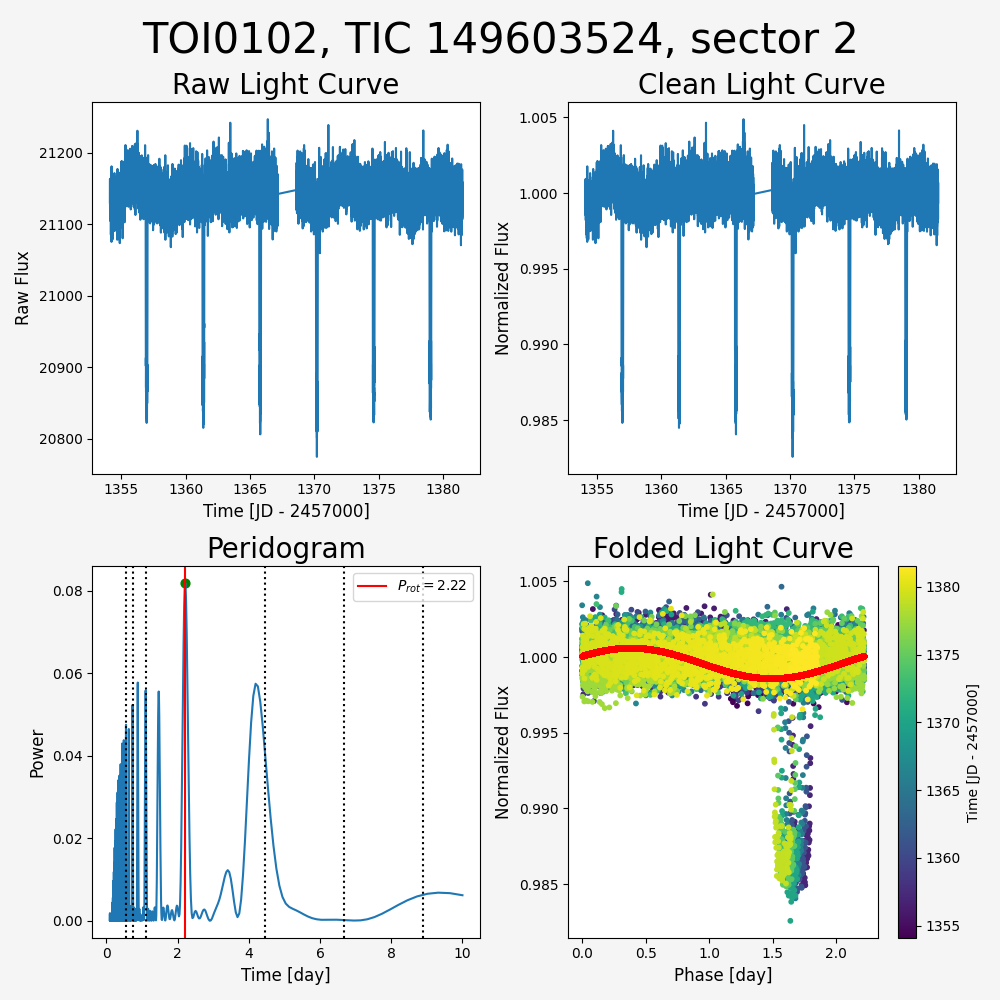 TOI0102, TIC 149603524, sector 2
Raw Light Curve
Raw Flux
21200
21100
21000
20900
20800
1355 1360 1365 1370 1375 1380
Time [JD - 2457000]
Clean Light Curve
Normalized Flux
1.005
1.000
0.995
0.990
0.985
1355 1360 1365 1370 1375 1380
Time [JD - 2457000]
Peridogram
Power
0.08
0.06
0.04
0.02
0.00
P_rot = 2.22
0 2 4 6 8 10
Time [day]
Folded Light Curve
Normalized Flux
1.005
1.000
0.995
0.990
0.985
0.0 0.5 1.0 1.5 2.0
Phase [day]
1380
1375
1370
1365
1360
1355
Time [JD - 2457000]